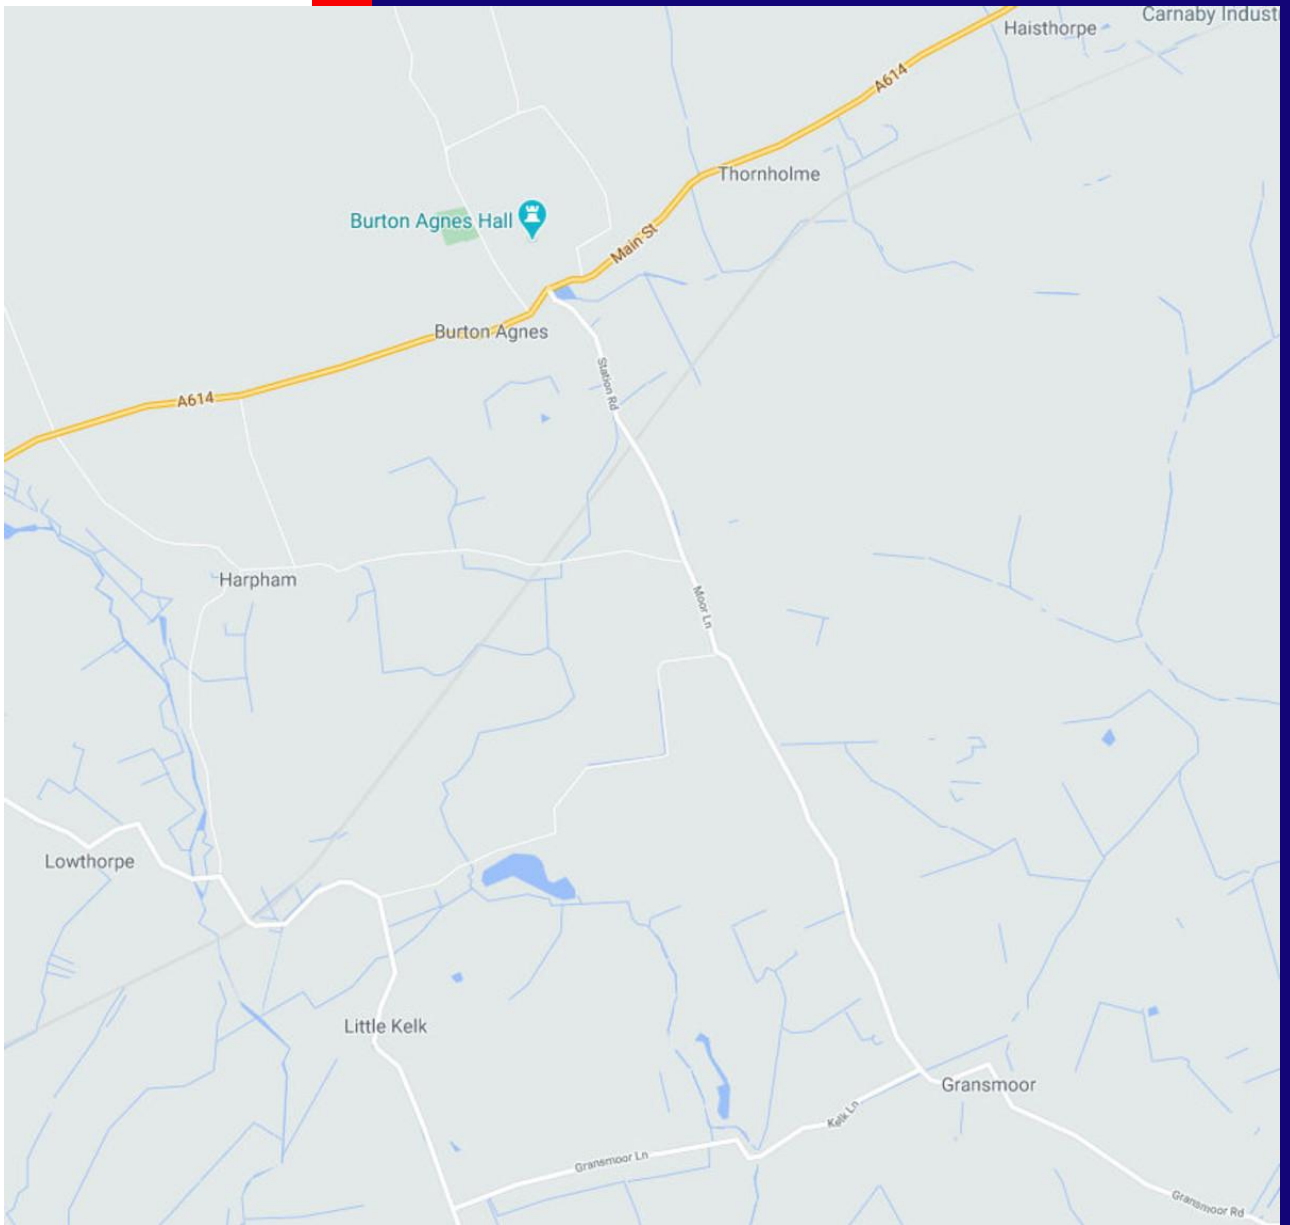 Carnaby Indust
Haisthorpe
A614
Thornholme
Burton Agnes Hall
Main St
Burton Agnes
Station Rd
A614
Harpham
Moor Ln
Lowthorpe
Little Kelk
Gransmoor
Kelk Ln
Gransmoor Ln
Gransmoor Rd